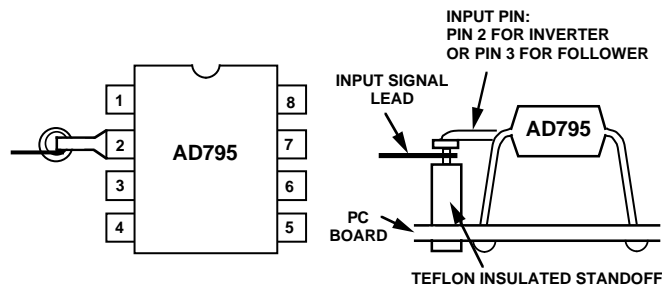 INPUT PIN:
PIN 2 FOR INVERTER
OR PIN 3 FOR FOLLOWER
INPUT SIGNAL
LEAD
1
2
3
4
AD795
8
7
6
5
AD795
PC
BOARD
TEFLON INSULATED STANDOFF